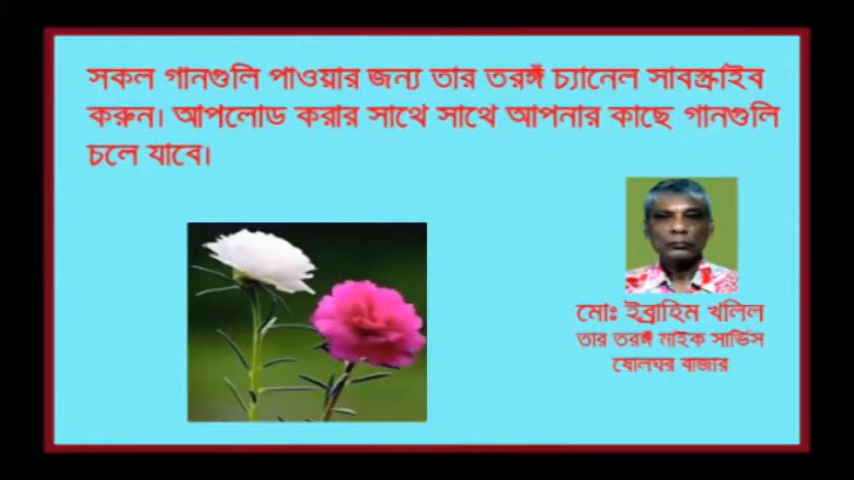 সকল গানগুলি পাওয়ার জন্য তার তরঙ্গঁ চ্যানেল সাবস্ক্রাইব
করুন। আপলোড করার সাথে সাথে আপনার কাছে গানগুলি
চলে যাবে।
মোঃ ইব্রাহিম খলিল
তার তরঙ্গঁ মাইক সার্ভিস
ষোলঘর বাজার